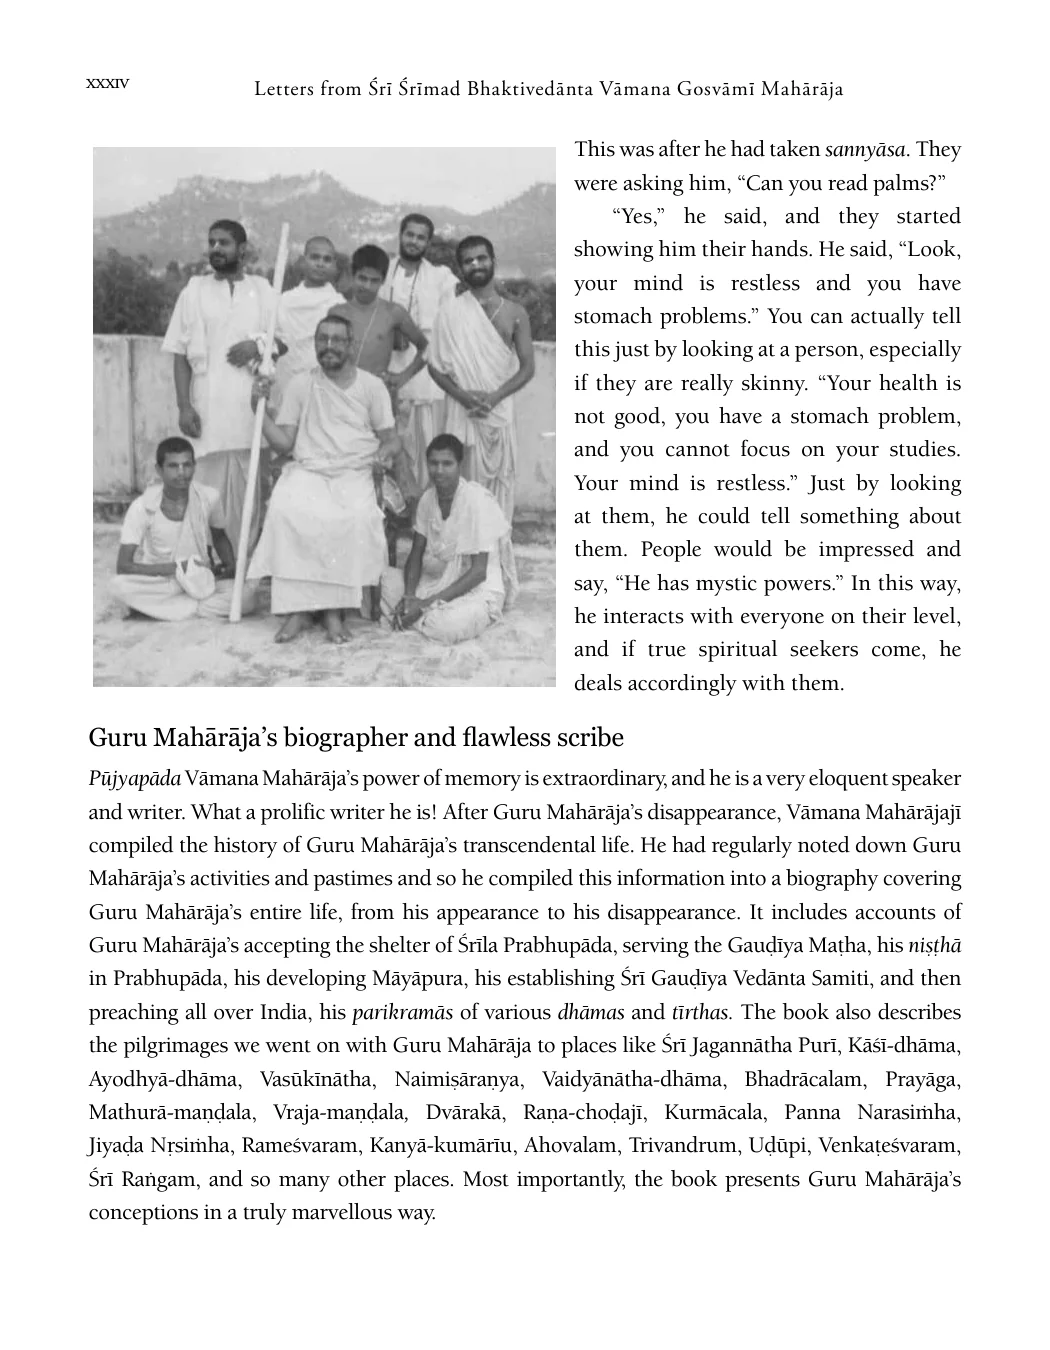 XXXIV
Letters from Śrī Śrīmad Bhaktivedānta Vāmana Gosvāmī Mahārāja
This was after he had taken sannyāsa. They
were asking him, “Can you read palms?”
“Yes,” he said, and they started
showing him their hands. He said, “Look,
your mind is restless and you have
stomach problems.” You can actually tell
this just by looking at a person, especially
if they are really skinny. “Your health is
not good, you have a stomach problem,
and you cannot focus on your studies.
Your mind is restless.” Just by looking
at them, he could tell something about
them. People would be impressed and
say, “He has mystic powers.” In this way,
he interacts with everyone on their level,
and if true spiritual seekers come, he
deals accordingly with them.
Guru Mahārāja’s biographer and flawless scribe
Pūjyapāda Vāmana Mahārāja’s power of memory is extraordinary, and he is a very eloquent speaker
and writer. What a prolific writer he is! After Guru Mahārāja’s disappearance, Vāmana Mahārājajī
compiled the history of Guru Mahārāja’s transcendental life. He had regularly noted down Guru
Mahārāja’s activities and pastimes and so he compiled this information into a biography covering
Guru Mahārāja’s entire life, from his appearance to his disappearance. It includes accounts of
Guru Mahārāja’s accepting the shelter of Śrīla Prabhupāda, serving the Gauḍīya Maṭha, his niṣṭhā
in Prabhupāda, his developing Māyāpura, his establishing Śrī Gauḍīya Vedānta Samiti, and then
preaching all over India, his parikramās of various dhāmas and tīrthas. The book also describes
the pilgrimages we went on with Guru Mahārāja to places like Śrī Jagannātha Purī, Kāśī-dhāma,
Ayodhyā-dhāma, Vasūkīnātha, Naimiṣāraṇya, Vaidyānātha-dhāma, Bhadrācalam, Prayāga,
Mathurā-maṇḍala, Vraja-maṇḍala, Dvārakā, Raṇa-choḍajī, Kurmācala, Panna Narasiṁha,
Jiyaḍa Nṛsiṁha, Rameśvaram, Kanyā-kumārīu, Ahovalam, Trivandrum, Uḍūpi, Venkaṭeśvaram,
Śrī Raṅgam, and so many other places. Most importantly, the book presents Guru Mahārāja’s
conceptions in a truly marvellous way.